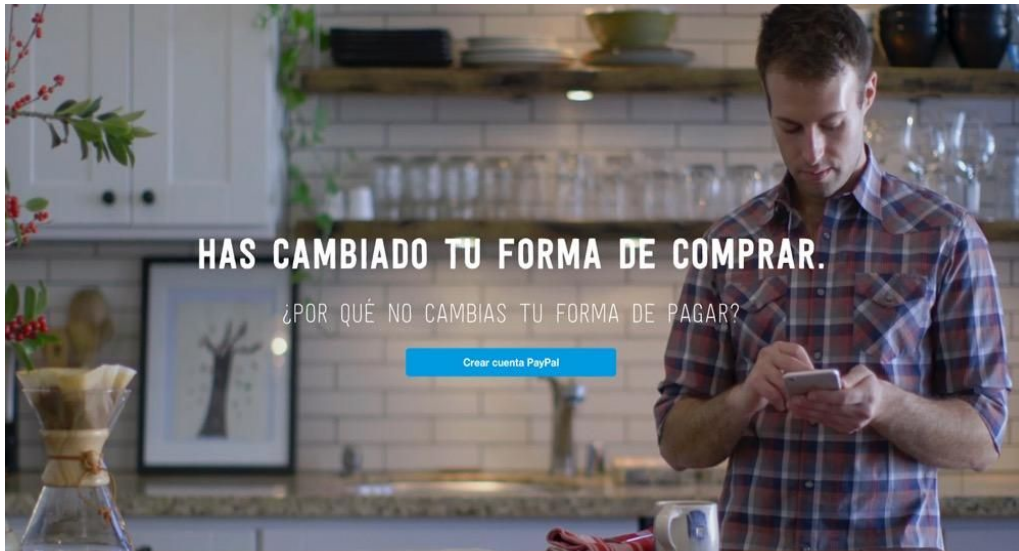 HAS CAMBIADO TU FORMA DE COMPRAR.
¿POR QUÉ NO CAMBIAS TU FORMA DE PAGAR?
Crear cuenta PayPal